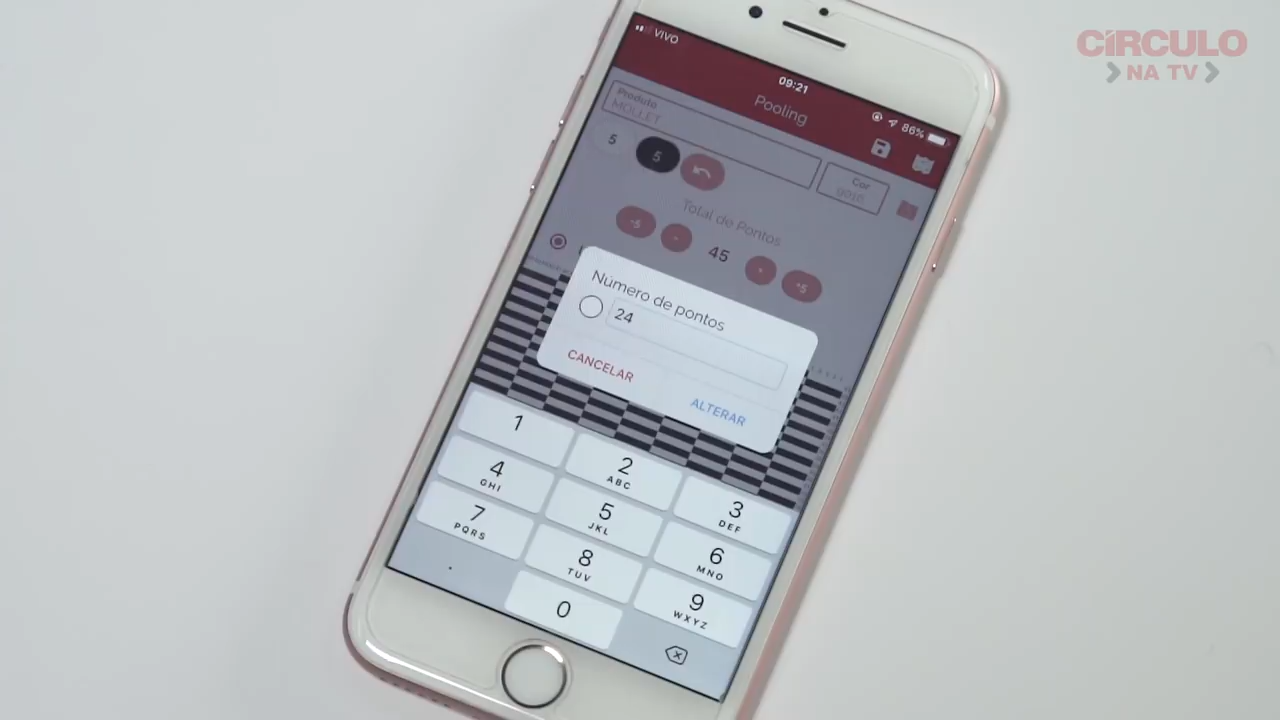 CÍRCULO
NA TV
VIVO
09:21
86%
Pooling
Produto
MOLLET
Cor
9016
5
5
Total de Pontos
-5
-
45
+
+5
Número de pontos
24
CANCELAR
ALTERAR
1
2
ABC
3
DEF
4
GHI
5
JKL
6
MNO
7
PQRS
8
TUV
9
WXYZ
.
0